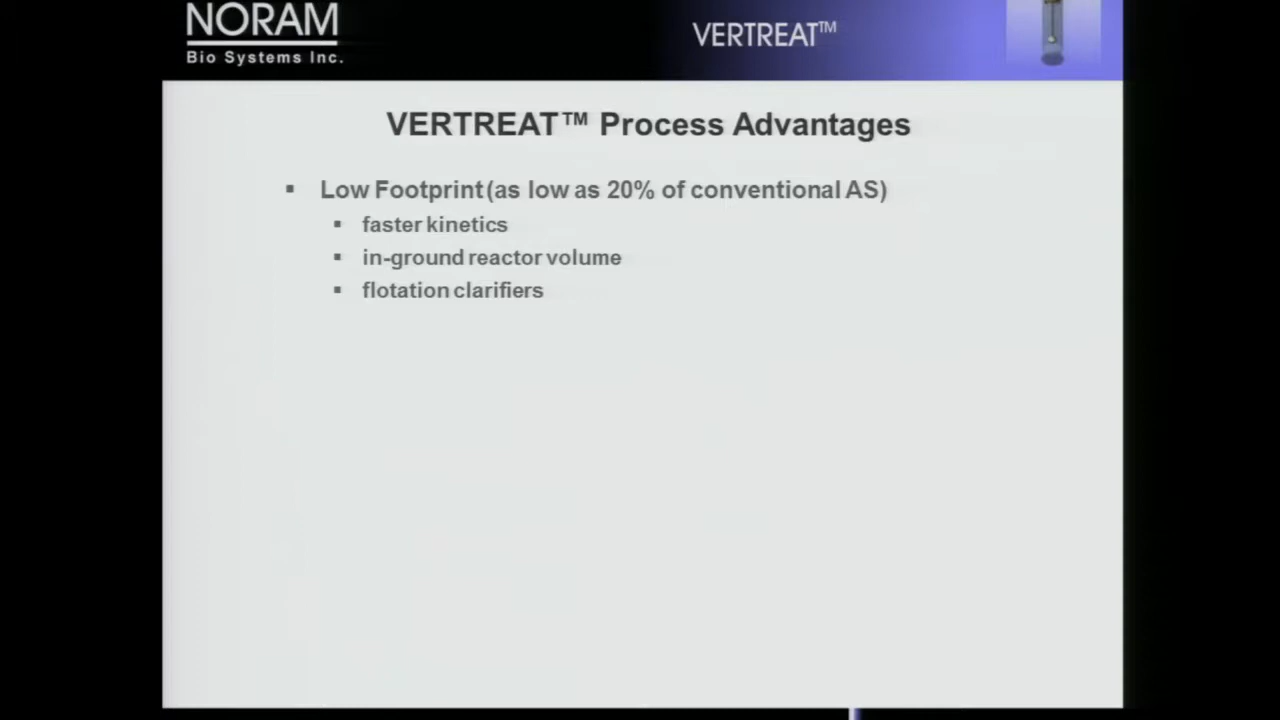 NORAM
Bio Systems Inc.
VERTREAT™
VERTREAT™ Process Advantages
▪ Low Footprint (as low as 20% of conventional AS)
▪ faster kinetics
▪ in-ground reactor volume
▪ flotation clarifiers